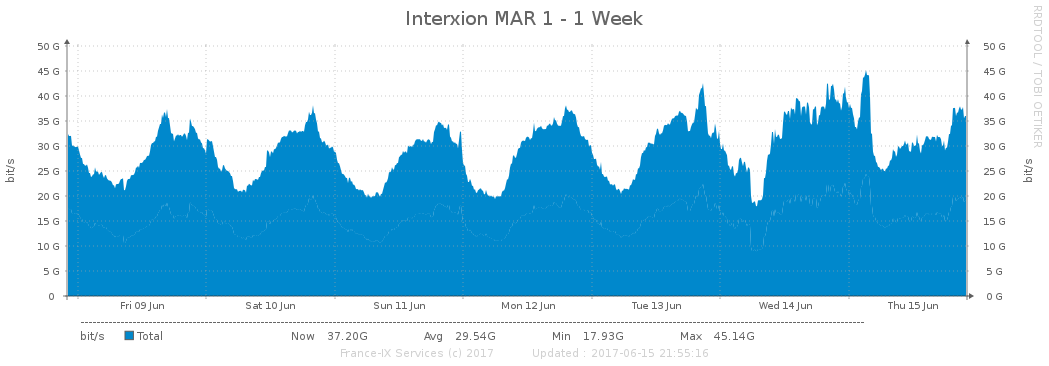 Interxion MAR 1 - 1 Week
RRDTOOL / TOBI OETIKER
bit/s
50 G 50 G
45 G 45 G
40 G 40 G
35 G 35 G
30 G 30 G
25 G 25 G
20 G 20 G
15 G 15 G
10 G 10 G
5 G 5 G
0 0 G
bit/s
Fri 09 Jun Sat 10 Jun Sun 11 Jun Mon 12 Jun Tue 13 Jun Wed 14 Jun Thu 15 Jun
bit/s Total Now 37.20G Avg 29.54G Min 17.93G Max 45.14G
France-IX Services (c) 2017 Updated : 2017-06-15 21:55:16